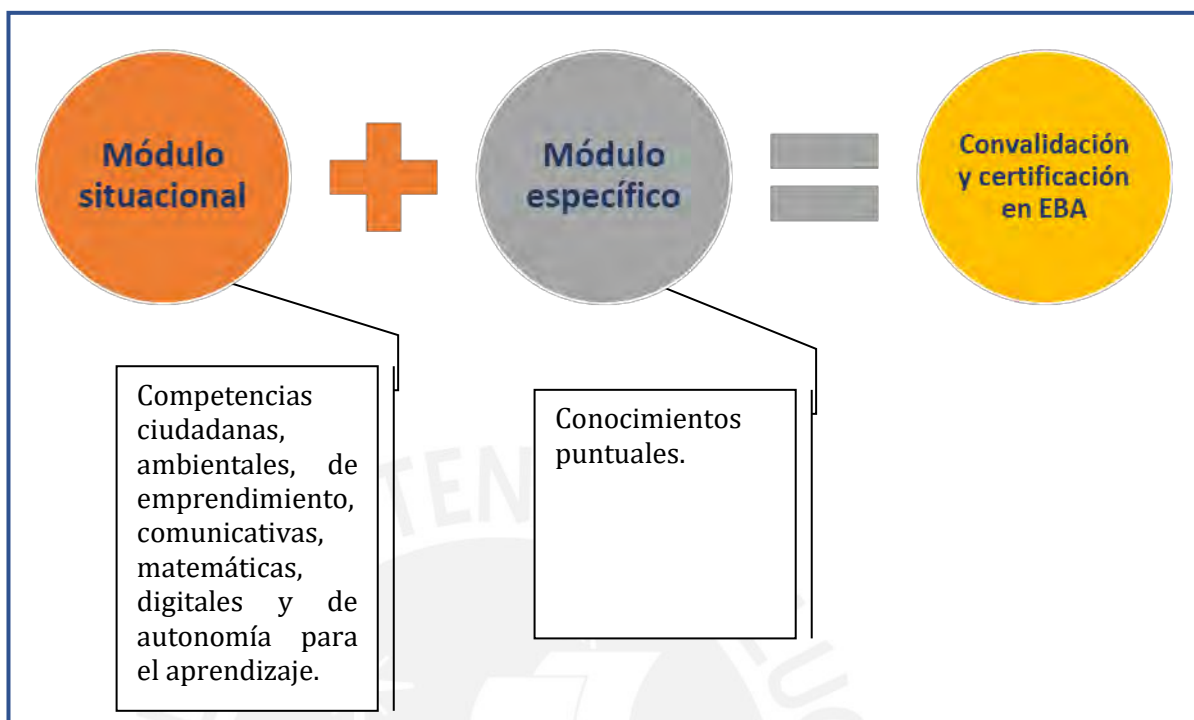 Módulo
situacional
Módulo
específico
Convalidación
y certificación
en EBA
Competencias
ciudadanas,
ambientales, de
emprendimiento,
comunicativas,
matemáticas,
digitales y de
autonomía para
el aprendizaje.
Conocimientos
puntuales.
TEN